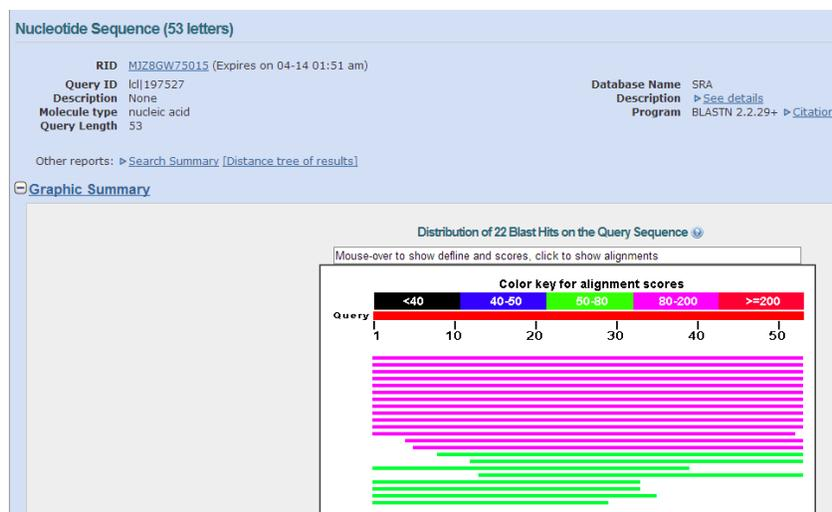 Nucleotide Sequence (53 letters)
RID MJZ8GW75015 (Expires on 04-14 01:51 am)
Query ID lcl|197527
Description None
Molecule type nucleic acid
Query Length 53
Database Name SRA
Description See details
Program BLASTN 2.2.29+ Citation
Other reports: Search Summary [Distance tree of results]
Graphic Summary
Distribution of 22 Blast Hits on the Query Sequence
Mouse-over to show defline and scores, click to show alignments
Color key for alignment scores
<40 40-50 50-80 80-200 >=200
Query
1 10 20 30 40 50